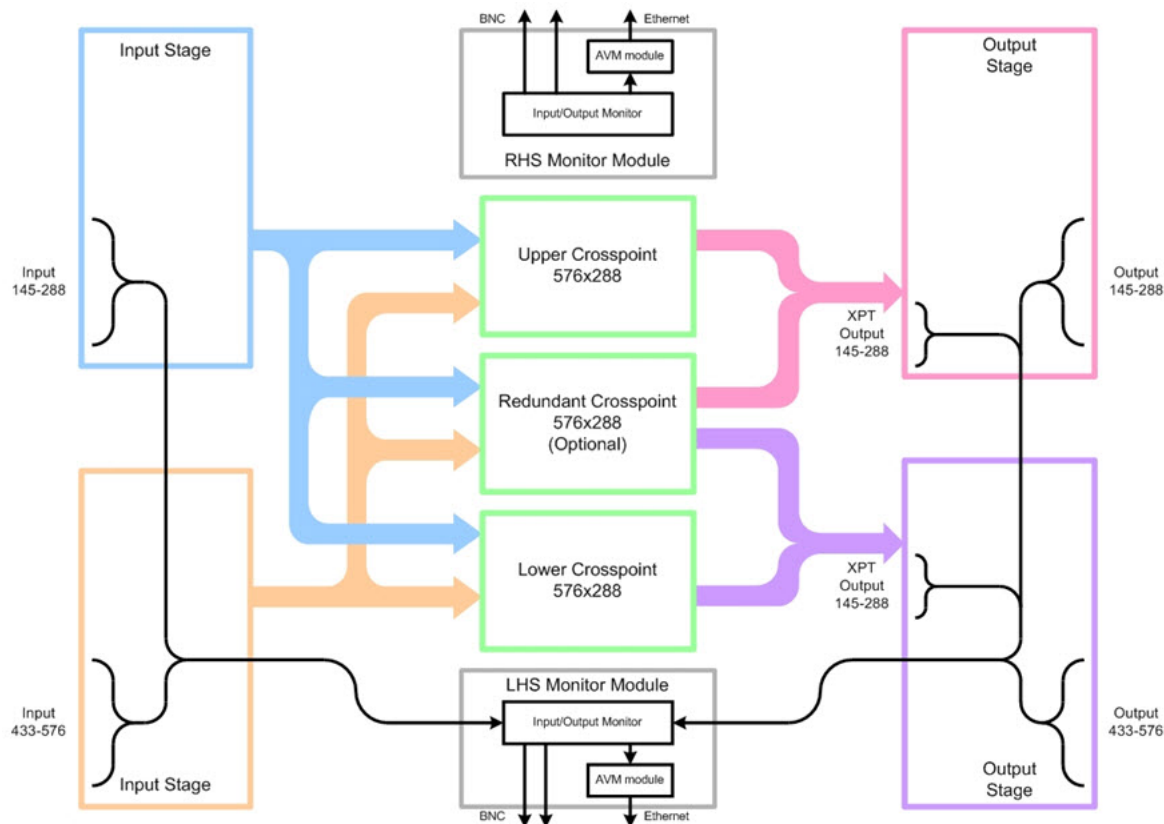 BNC
Ethernet
Input Stage
AVM module
Output
Stage
Input/Output Monitor
RHS Monitor Module
Upper Crosspoint
576x288
Input
145-288
Output
145-288
XPT
Output
145-288
Redundant Crosspoint
576x288
(Optional)
Lower Crosspoint
576x288
XPT
Output
145-288
LHS Monitor Module
Input/Output Monitor
Input
433-576
Output
433-576
Input Stage
AVM module
Output
Stage
BNC
Ethernet